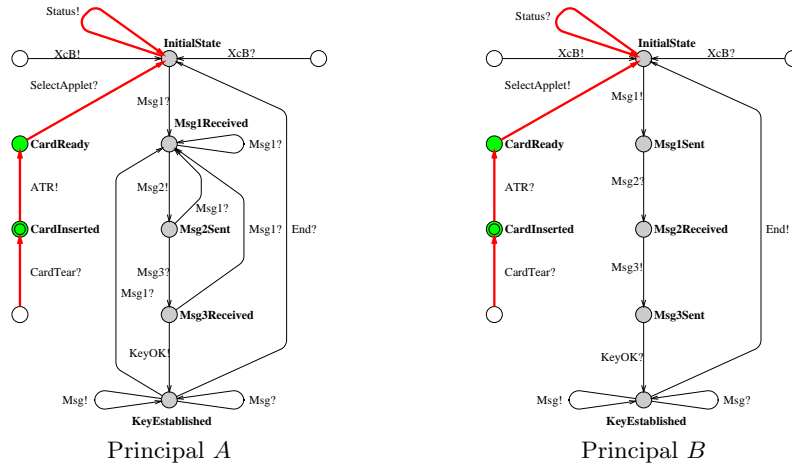 Status!
InitialState
XcB!
XcB?
SelectApplet?
Msg1?
Msg1Received
CardReady
Msg1?
ATR!
Msg2!
Msg1?
CardInserted
Msg2Sent
Msg1?
End?
CardTear?
Msg3?
Msg1?
Msg3Received
KeyOK!
Msg!
Msg?
KeyEstablished
Principal A
Status?
InitialState
XcB!
XcB?
SelectApplet!
Msg1!
CardReady
Msg1Sent
ATR?
Msg2?
CardInserted
Msg2Received
End!
CardTear?
Msg3!
Msg3Sent
KeyOK?
Msg!
Msg?
KeyEstablished
Principal B